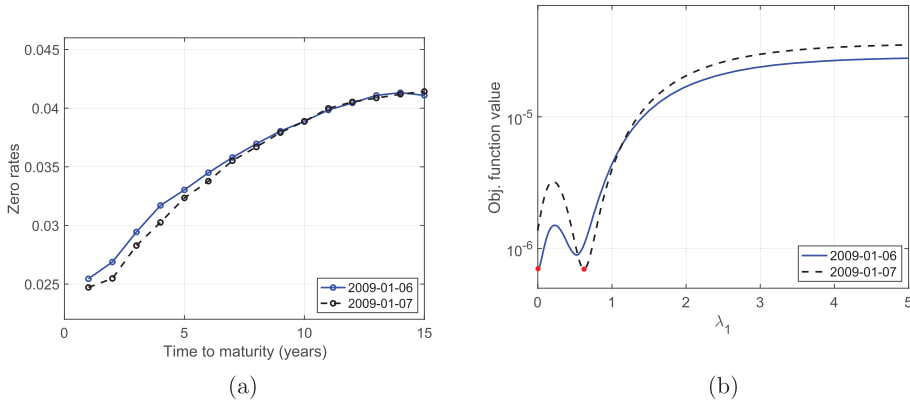 0.045
0.04
0.035
0.03
0.025
Zero rates
0 5 10 15
Time to maturity (years)
2009-01-06
2009-01-07
(a)
10^-5
10^-6
Obj. function value
0 1 2 3 4 5
λ_1
2009-01-06
2009-01-07
(b)